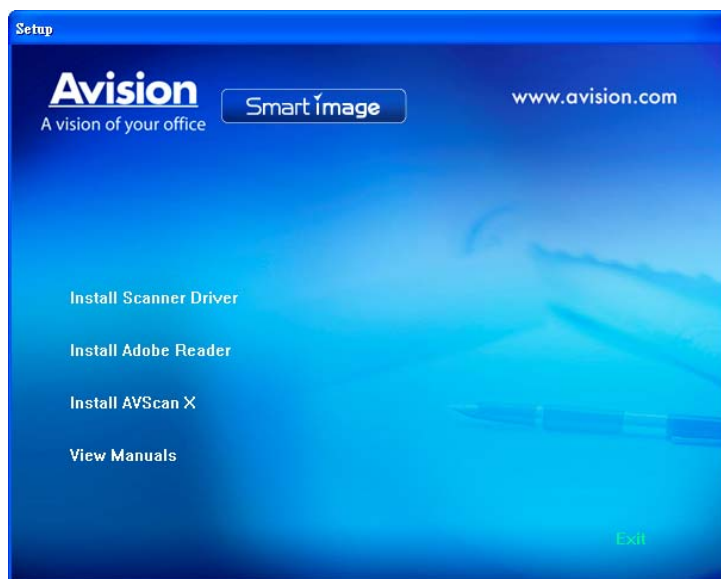 Setup
Avision
A vision of your office
Smart image
www.avision.com
Install Scanner Driver
Install Adobe Reader
Install AVScan X
View Manuals
Exit